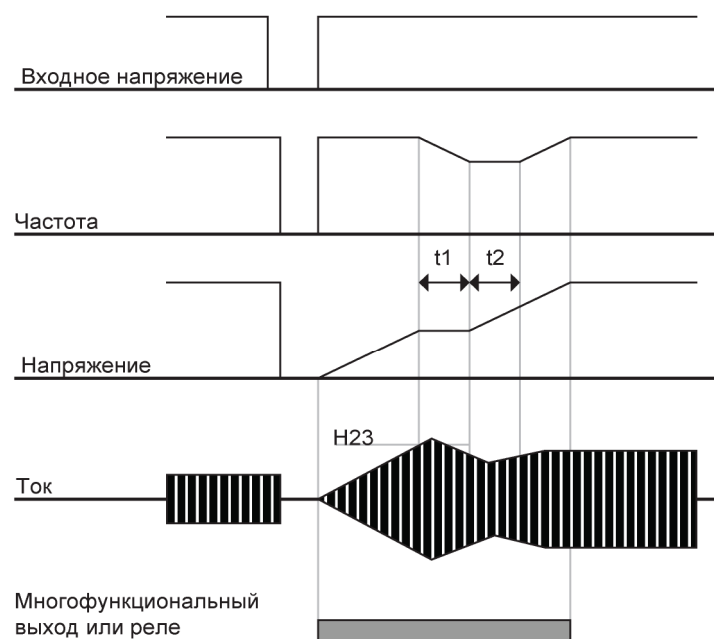 Входное напряжение
Частота
t1
t2
Напряжение
H23
Ток
Многофункциональный
выход или реле